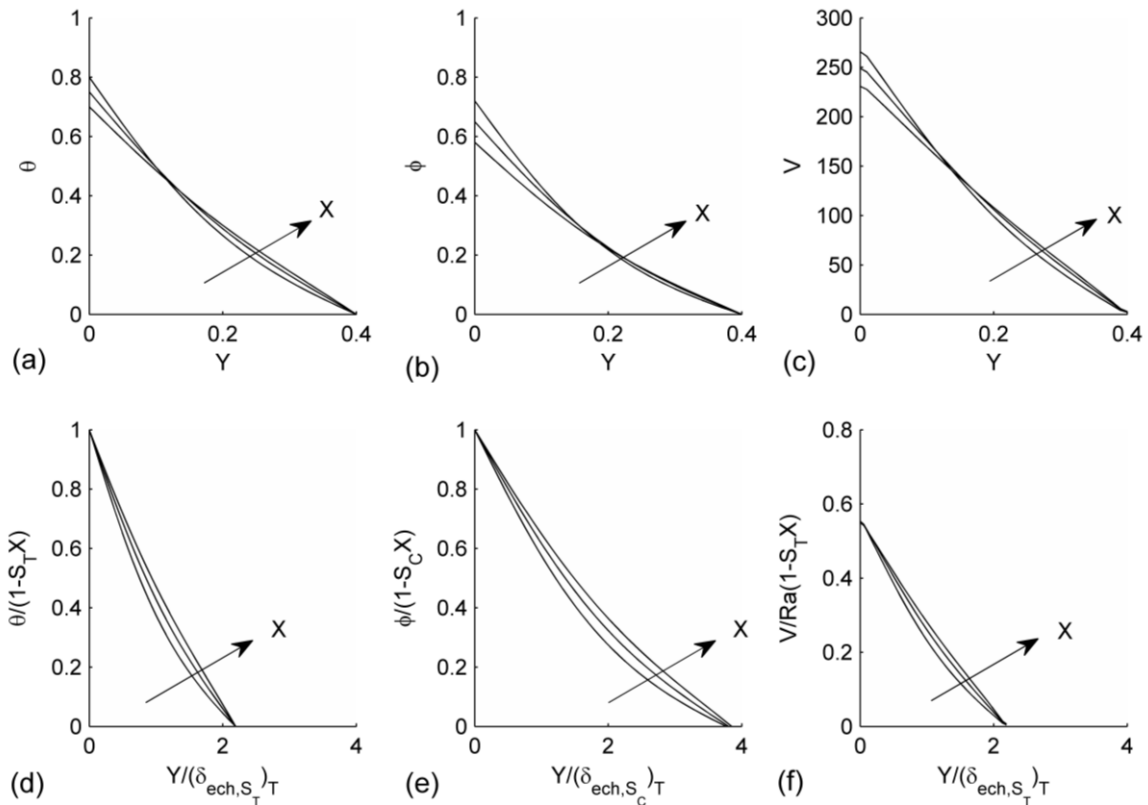 1
0.8
0.6
0.4
0.2
0
θ
X
0 0.2 0.4
Y
(a)
1
0.8
0.6
0.4
0.2
0
ϕ
X
0 0.2 0.4
Y
(b)
300
250
200
150
100
50
0
V
X
0 0.2 0.4
Y
(c)
1
0.8
0.6
0.4
0.2
0
θ/(1-S_T X)
X
0 2 4
Y/(δ_ech,S_T)_T
(d)
1
0.8
0.6
0.4
0.2
0
ϕ/(1-S_C X)
X
0 2 4
Y/(δ_ech,S_C)_T
(e)
0.8
0.6
0.4
0.2
0
V/Ra(1-S_T X)
X
0 2 4
Y/(δ_ech,S_T)_T
(f)